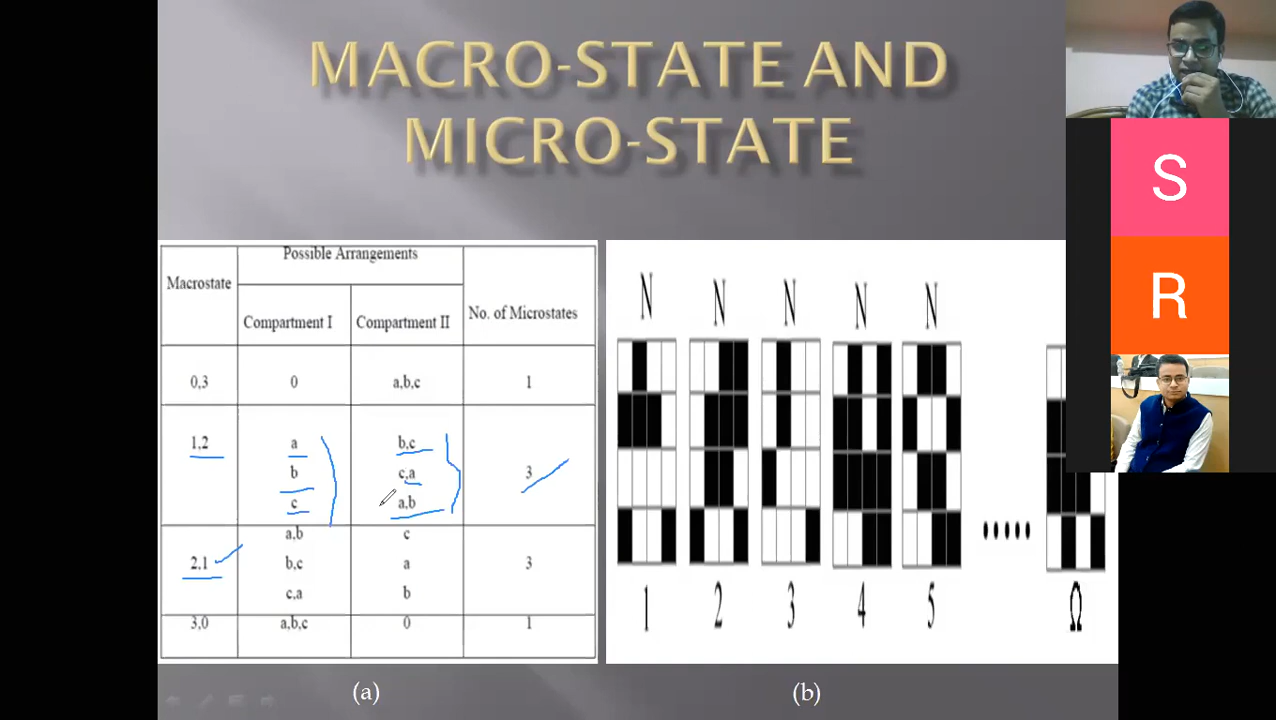 MACRO-STATE AND
MICRO-STATE
S
R
Macrostate
Possible Arrangements
No. of Microstates
Compartment I
Compartment II
0,3 0 a,b,c 1
1,2 a b,c 3
b c,a
c a,b
2,1 a,b c 3
b,c a
c,a b
3,0 a,b,c 0 1
(a)
N N N N N
1 2 3 4 5 ..... Ω
(b)